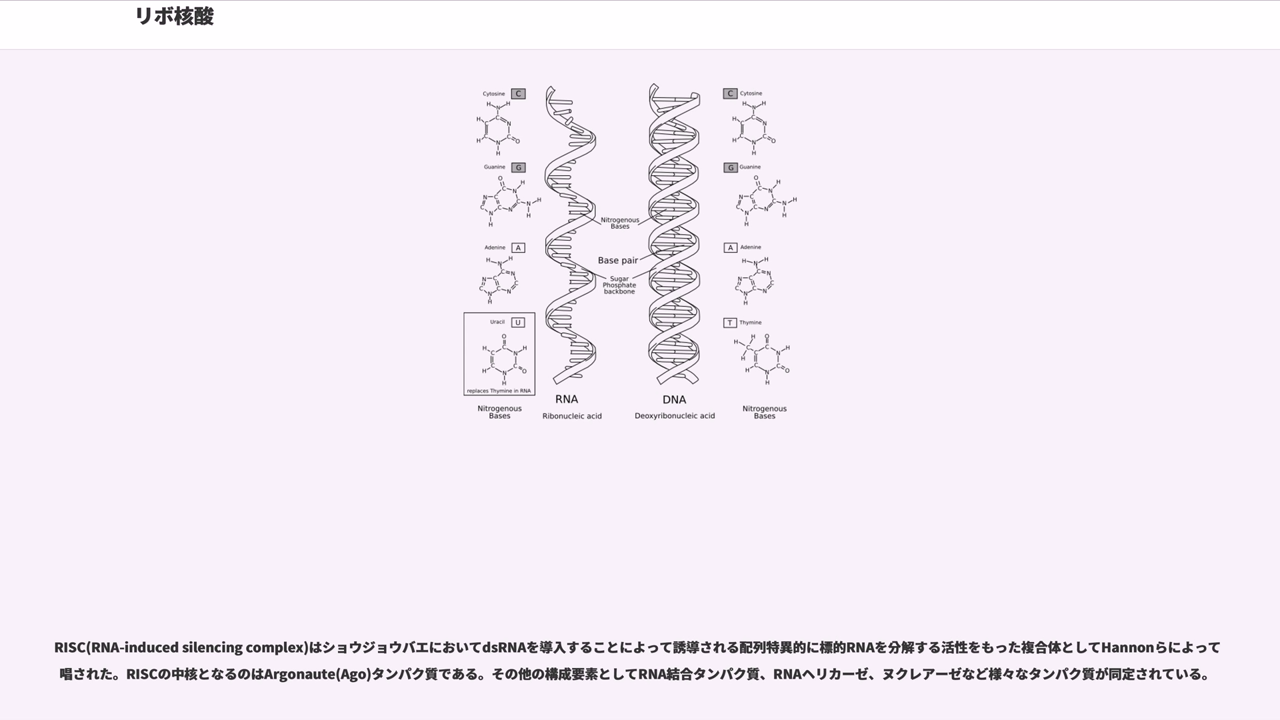 リボ核酸
Cytosine C
Guanine G
Adenine A
Uracil U
replaces Thymine in RNA
Nitrogenous
Bases
Nitrogenous
Bases
Base pair
Sugar
Phosphate
backbone
RNA
Ribonucleic acid
DNA
Deoxyribonucleic acid
C Cytosine
G Guanine
A Adenine
T Thymine
Nitrogenous
Bases
RISC(RNA-induced silencing complex)はショウジョウバエにおいてdsRNAを導入することによって誘導される配列特異的に標的RNAを分解する活性をもった複合体としてHannonらによって
唱された。RISCの中核となるのはArgonaute(Ago)タンパク質である。その他の構成要素としてRNA結合タンパク質、RNAヘリカーゼ、ヌクレアーゼなど様々なタンパク質が同定されている。